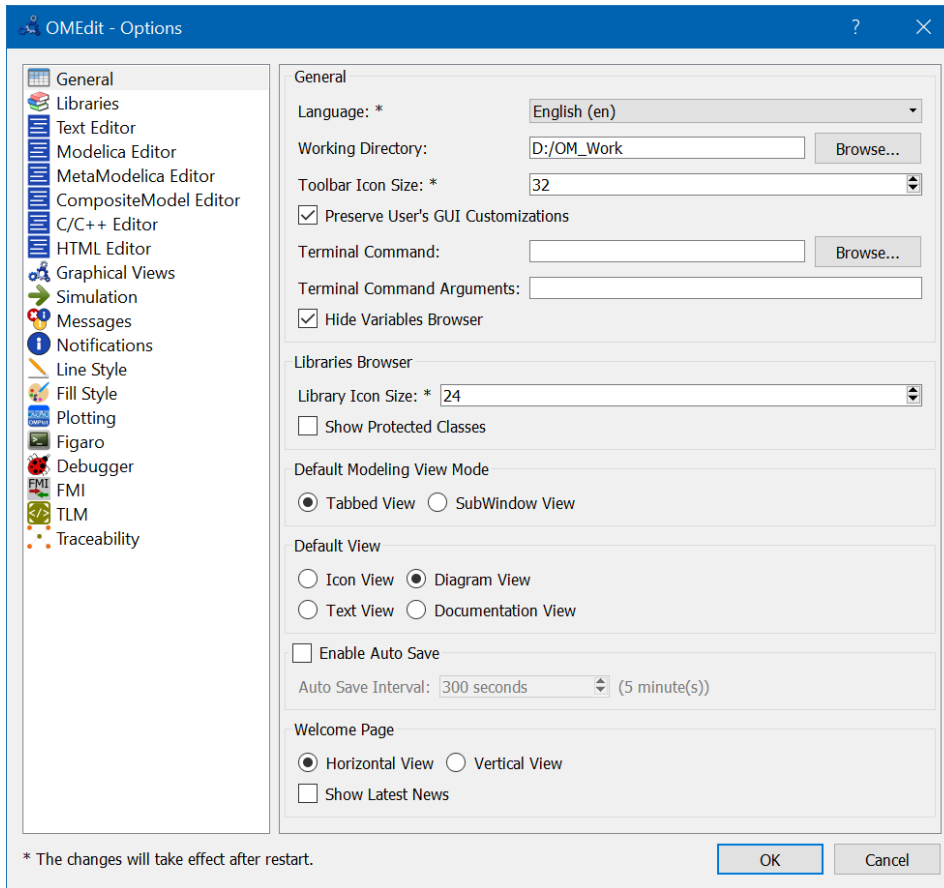 OMEdit - Options
?
General
Libraries
Text Editor
Modelica Editor
MetaModelica Editor
CompositeModel Editor
C/C++ Editor
HTML Editor
Graphical Views
Simulation
Messages
Notifications
Line Style
Fill Style
Plotting
Figaro
Debugger
FMI
FMI
TLM
Traceability
General
Language: * English (en)
Working Directory: D:/OM_Work Browse...
Toolbar Icon Size: * 32
Preserve User's GUI Customizations
Terminal Command: Browse...
Terminal Command Arguments:
Hide Variables Browser
Libraries Browser
Library Icon Size: * 24
Show Protected Classes
Default Modeling View Mode
Tabbed View SubWindow View
Default View
Icon View Diagram View
Text View Documentation View
Enable Auto Save
Auto Save Interval: 300 seconds (5 minute(s))
Welcome Page
Horizontal View Vertical View
Show Latest News
* The changes will take effect after restart.
OK Cancel